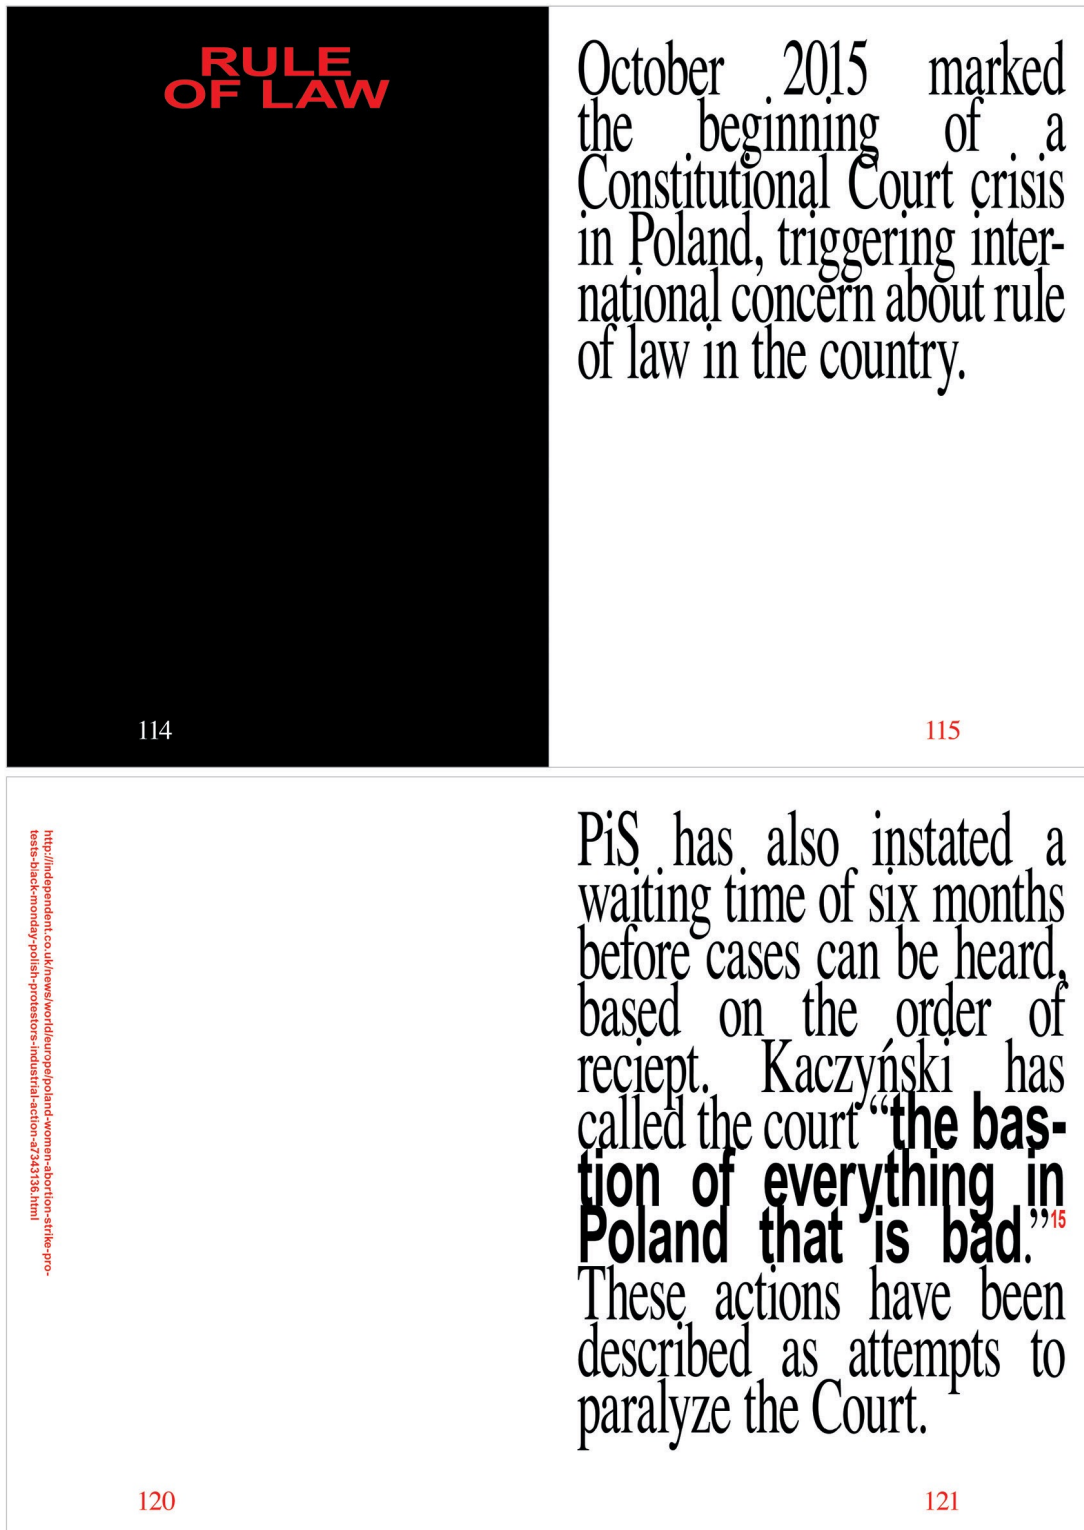 RULE
OF LAW
114
October 2015 marked
the beginning of a
Constitutional Court crisis
in Poland, triggering inter-
national concern about rule
of law in the country.
115
http://independent.co.uk/news/world/europe/poland-women-abortion-strike-pro-
tests-black-monday-polish-protestors-industrial-action-a7343136.html
120
PiS has also instated a
waiting time of six months
before cases can be heard,
based on the order of
reciept. Kaczyński has
called the court “the bas-
tion of everything in
Poland that is bad.”15
These actions have been
described as attempts to
paralyze the Court.
121